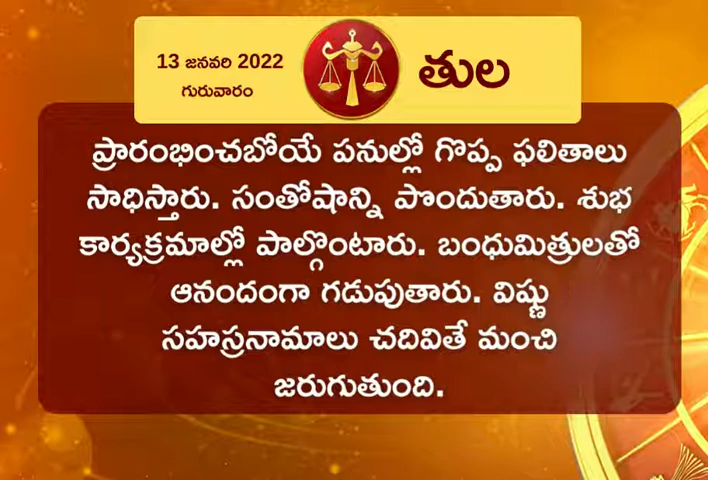 13 జనవరి 2022
గురువారం
తుల
ప్రారంభించబోయే పనుల్లో గొప్ప ఫలితాలు
సాధిస్తారు. సంతోషాన్ని పొందుతారు. శుభ
కార్యక్రమాల్లో పాల్గొంటారు. బంధుమిత్రులతో
ఆనందంగా గడుపుతారు. విష్ణు
సహస్రనామాలు చదివితే మంచి
జరుగుతుంది.